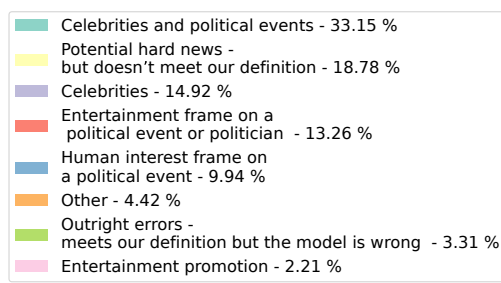 Celebrities and political events - 33.15 %
Potential hard news -
but doesn’t meet our definition - 18.78 %
Celebrities - 14.92 %
Entertainment frame on a
political event or politician - 13.26 %
Human interest frame on
a political event - 9.94 %
Other - 4.42 %
Outright errors -
meets our definition but the model is wrong - 3.31 %
Entertainment promotion - 2.21 %